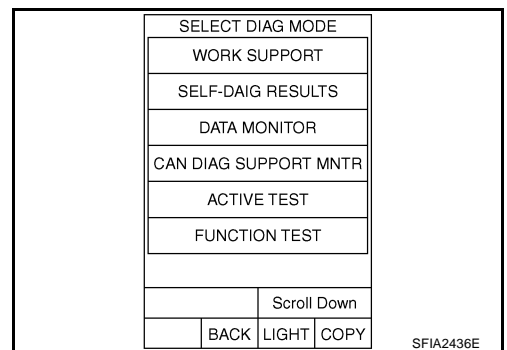 SELECT DIAG MODE
WORK SUPPORT
SELF-DAIG RESULTS
DATA MONITOR
CAN DIAG SUPPORT MNTR
ACTIVE TEST
FUNCTION TEST
Scroll Down
BACK LIGHT COPY
SFIA2436E